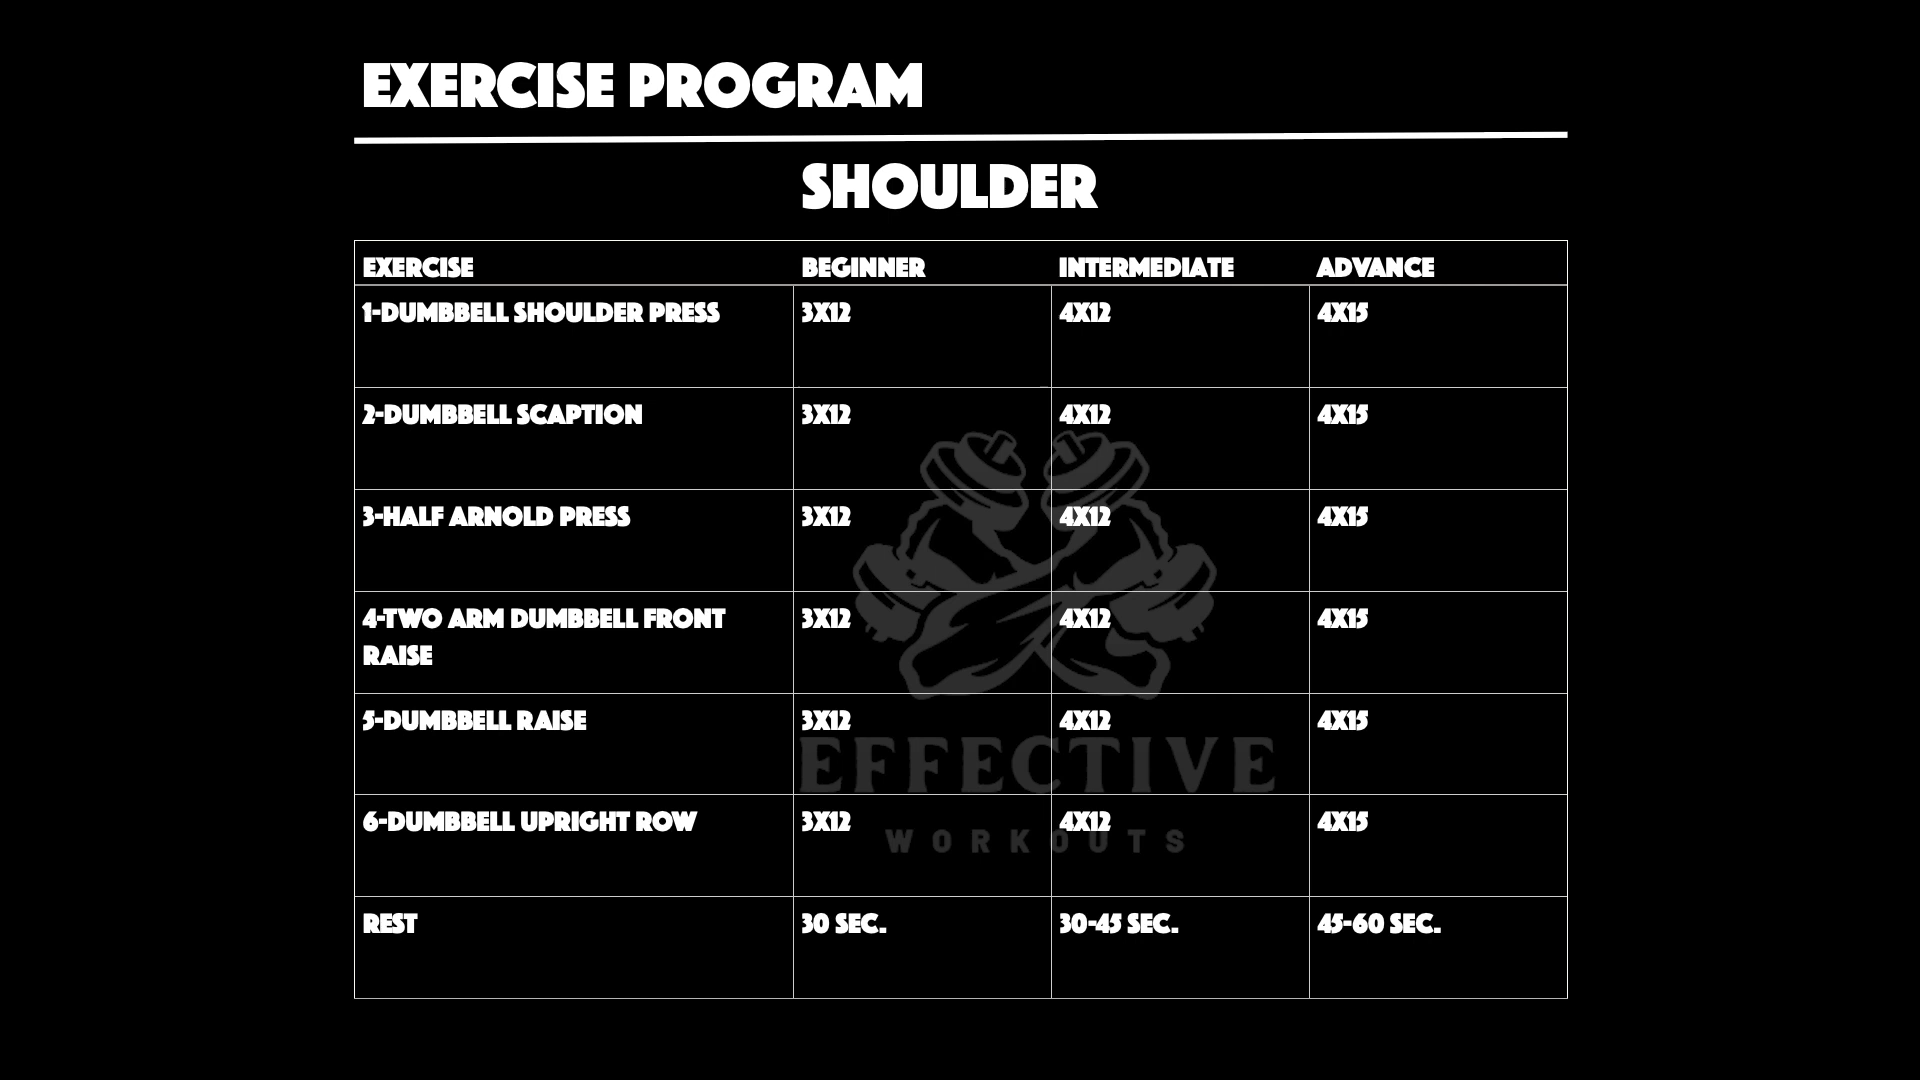 EXERCISE PROGRAM
SHOULDER
EXERCISE BEGINNER INTERMEDIATE ADVANCE
1-DUMBBELL SHOULDER PRESS 3X12 4X12 4X15
2-DUMBBELL SCAPTION 3X12 4X12 4X15
3-HALF ARNOLD PRESS 3X12 4X12 4X15
4-TWO ARM DUMBBELL FRONT 3X12 4X12 4X15
RAISE
5-DUMBBELL RAISE 3X12 4X12 4X15
EFFECTIVE
6-DUMBBELL UPRIGHT ROW 3X12 4X12 4X15
WORKOUTS
REST 30 SEC. 30-45 SEC. 45-60 SEC.